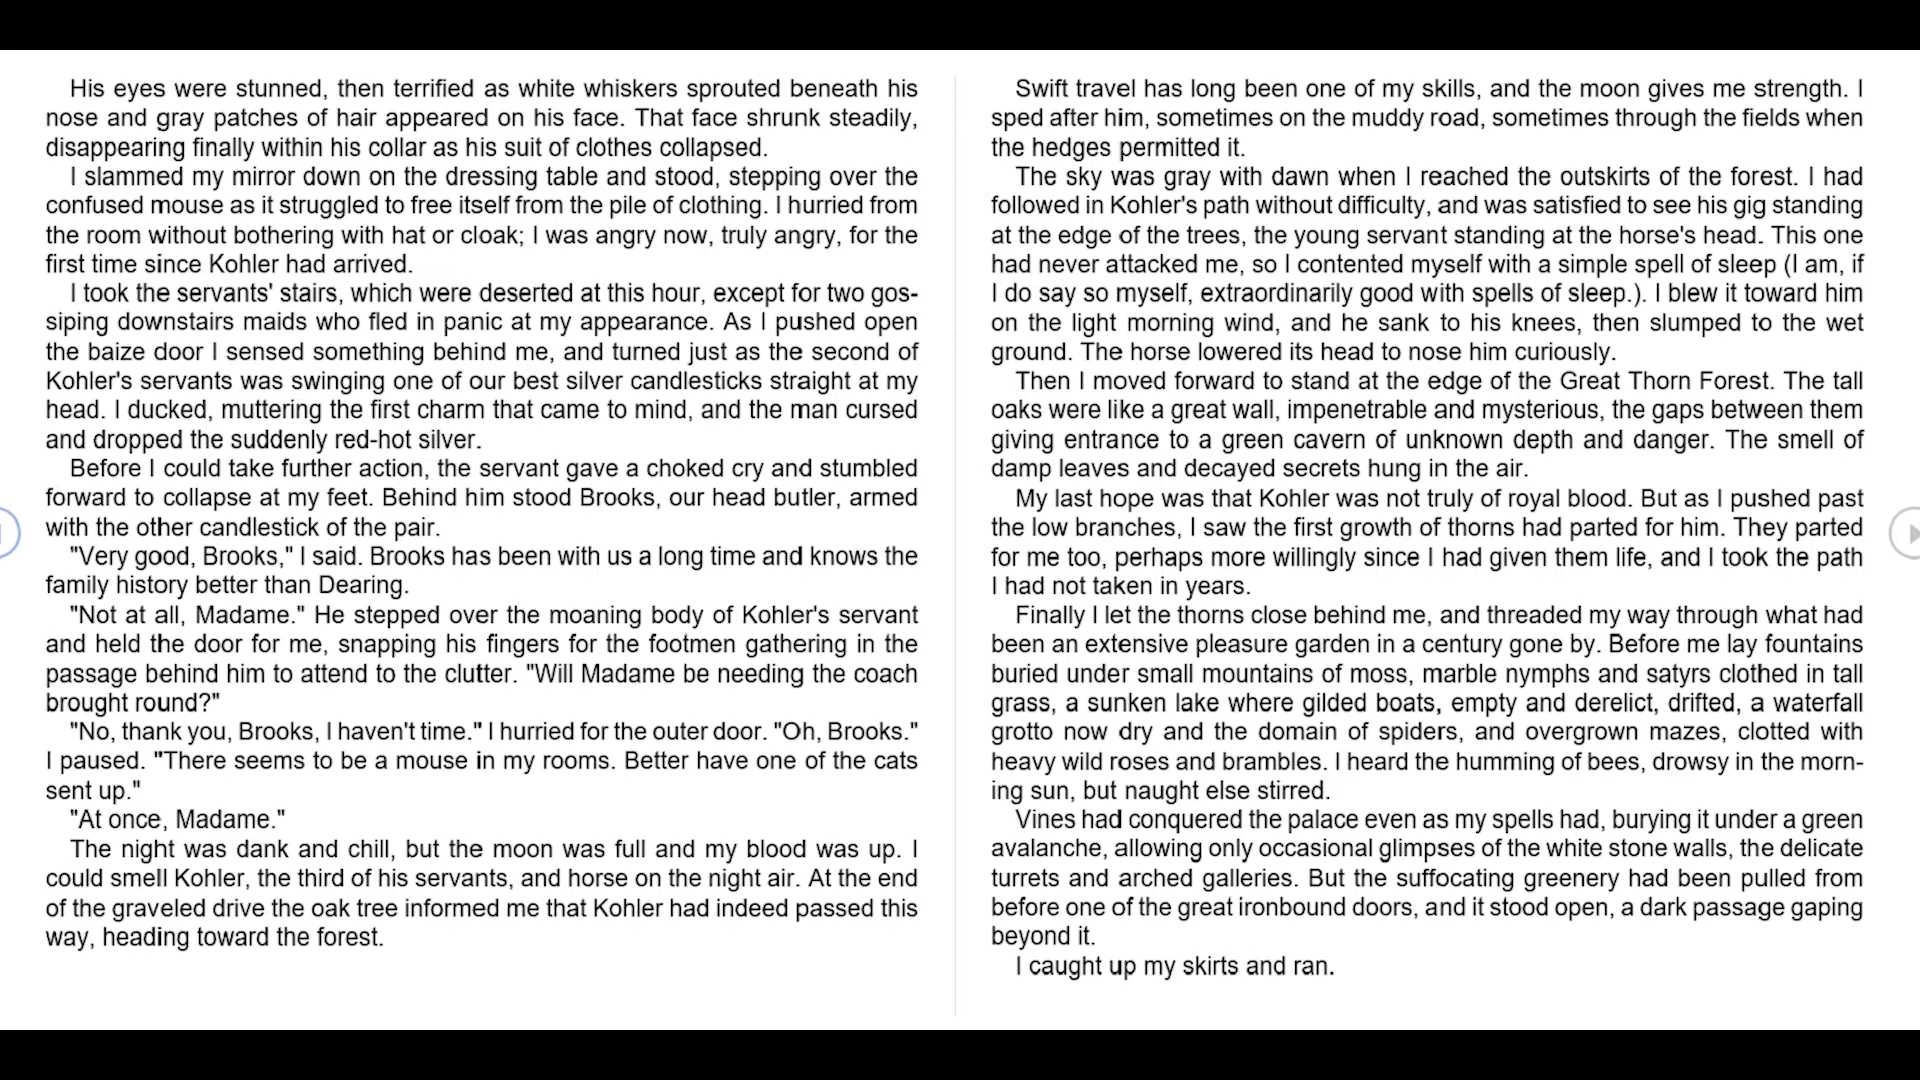 His eyes were stunned, then terrified as white whiskers sprouted beneath his
nose and gray patches of hair appeared on his face. That face shrunk steadily,
disappearing finally within his collar as his suit of clothes collapsed.
I slammed my mirror down on the dressing table and stood, stepping over the
confused mouse as it struggled to free itself from the pile of clothing. I hurried from
the room without bothering with hat or cloak; I was angry now, truly angry, for the
first time since Kohler had arrived.
I took the servants' stairs, which were deserted at this hour, except for two gos-
siping downstairs maids who fled in panic at my appearance. As I pushed open
the baize door I sensed something behind me, and turned just as the second of
Kohler's servants was swinging one of our best silver candlesticks straight at my
head. I ducked, muttering the first charm that came to mind, and the man cursed
and dropped the suddenly red-hot silver.
Before I could take further action, the servant gave a choked cry and stumbled
forward to collapse at my feet. Behind him stood Brooks, our head butler, armed
with the other candlestick of the pair.
"Very good, Brooks," I said. Brooks has been with us a long time and knows the
family history better than Dearing.
"Not at all, Madame." He stepped over the moaning body of Kohler's servant
and held the door for me, snapping his fingers for the footmen gathering in the
passage behind him to attend to the clutter. "Will Madame be needing the coach
brought round?"
"No, thank you, Brooks, I haven't time." I hurried for the outer door. "Oh, Brooks."
I paused. "There seems to be a mouse in my rooms. Better have one of the cats
sent up."
"At once, Madame."
The night was dank and chill, but the moon was full and my blood was up. I
could smell Kohler, the third of his servants, and horse on the night air. At the end
of the graveled drive the oak tree informed me that Kohler had indeed passed this
way, heading toward the forest.
Swift travel has long been one of my skills, and the moon gives me strength. I
sped after him, sometimes on the muddy road, sometimes through the fields when
the hedges permitted it.
The sky was gray with dawn when I reached the outskirts of the forest. I had
followed in Kohler's path without difficulty, and was satisfied to see his gig standing
at the edge of the trees, the young servant standing at the horse's head. This one
had never attacked me, so I contented myself with a simple spell of sleep (I am, if
I do say so myself, extraordinarily good with spells of sleep.). I blew it toward him
on the light morning wind, and he sank to his knees, then slumped to the wet
ground. The horse lowered its head to nose him curiously.
Then I moved forward to stand at the edge of the Great Thorn Forest. The tall
oaks were like a great wall, impenetrable and mysterious, the gaps between them
giving entrance to a green cavern of unknown depth and danger. The smell of
damp leaves and decayed secrets hung in the air.
My last hope was that Kohler was not truly of royal blood. But as I pushed past
the low branches, I saw the first growth of thorns had parted for him. They parted
for me too, perhaps more willingly since I had given them life, and I took the path
I had not taken in years.
Finally I let the thorns close behind me, and threaded my way through what had
been an extensive pleasure garden in a century gone by. Before me lay fountains
buried under small mountains of moss, marble nymphs and satyrs clothed in tall
grass, a sunken lake where gilded boats, empty and derelict, drifted, a waterfall
grotto now dry and the domain of spiders, and overgrown mazes, clotted with
heavy wild roses and brambles. I heard the humming of bees, drowsy in the morn-
ing sun, but naught else stirred.
Vines had conquered the palace even as my spells had, burying it under a green
avalanche, allowing only occasional glimpses of the white stone walls, the delicate
turrets and arched galleries. But the suffocating greenery had been pulled from
before one of the great ironbound doors, and it stood open, a dark passage gaping
beyond it.
I caught up my skirts and ran.